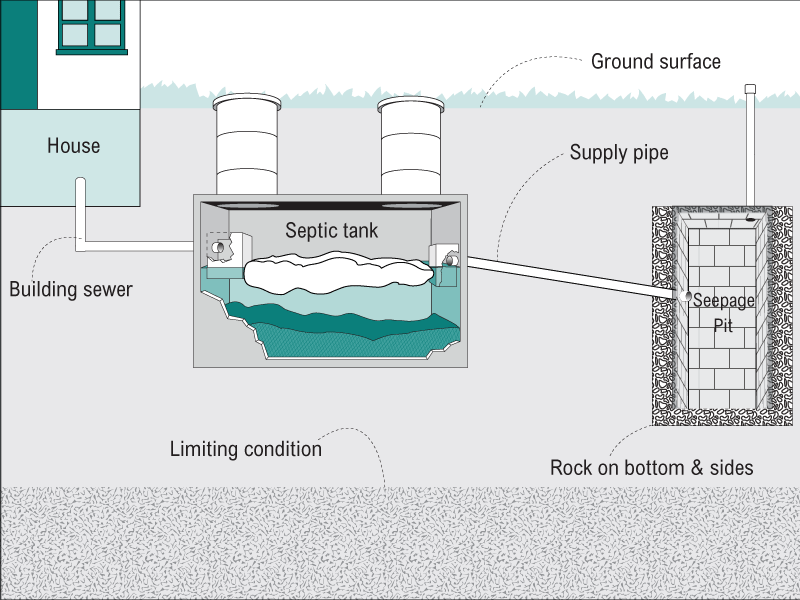 Ground surface
House
Supply pipe
Septic tank
Building sewer
Seepage
Pit
Limiting condition
Rock on bottom & sides